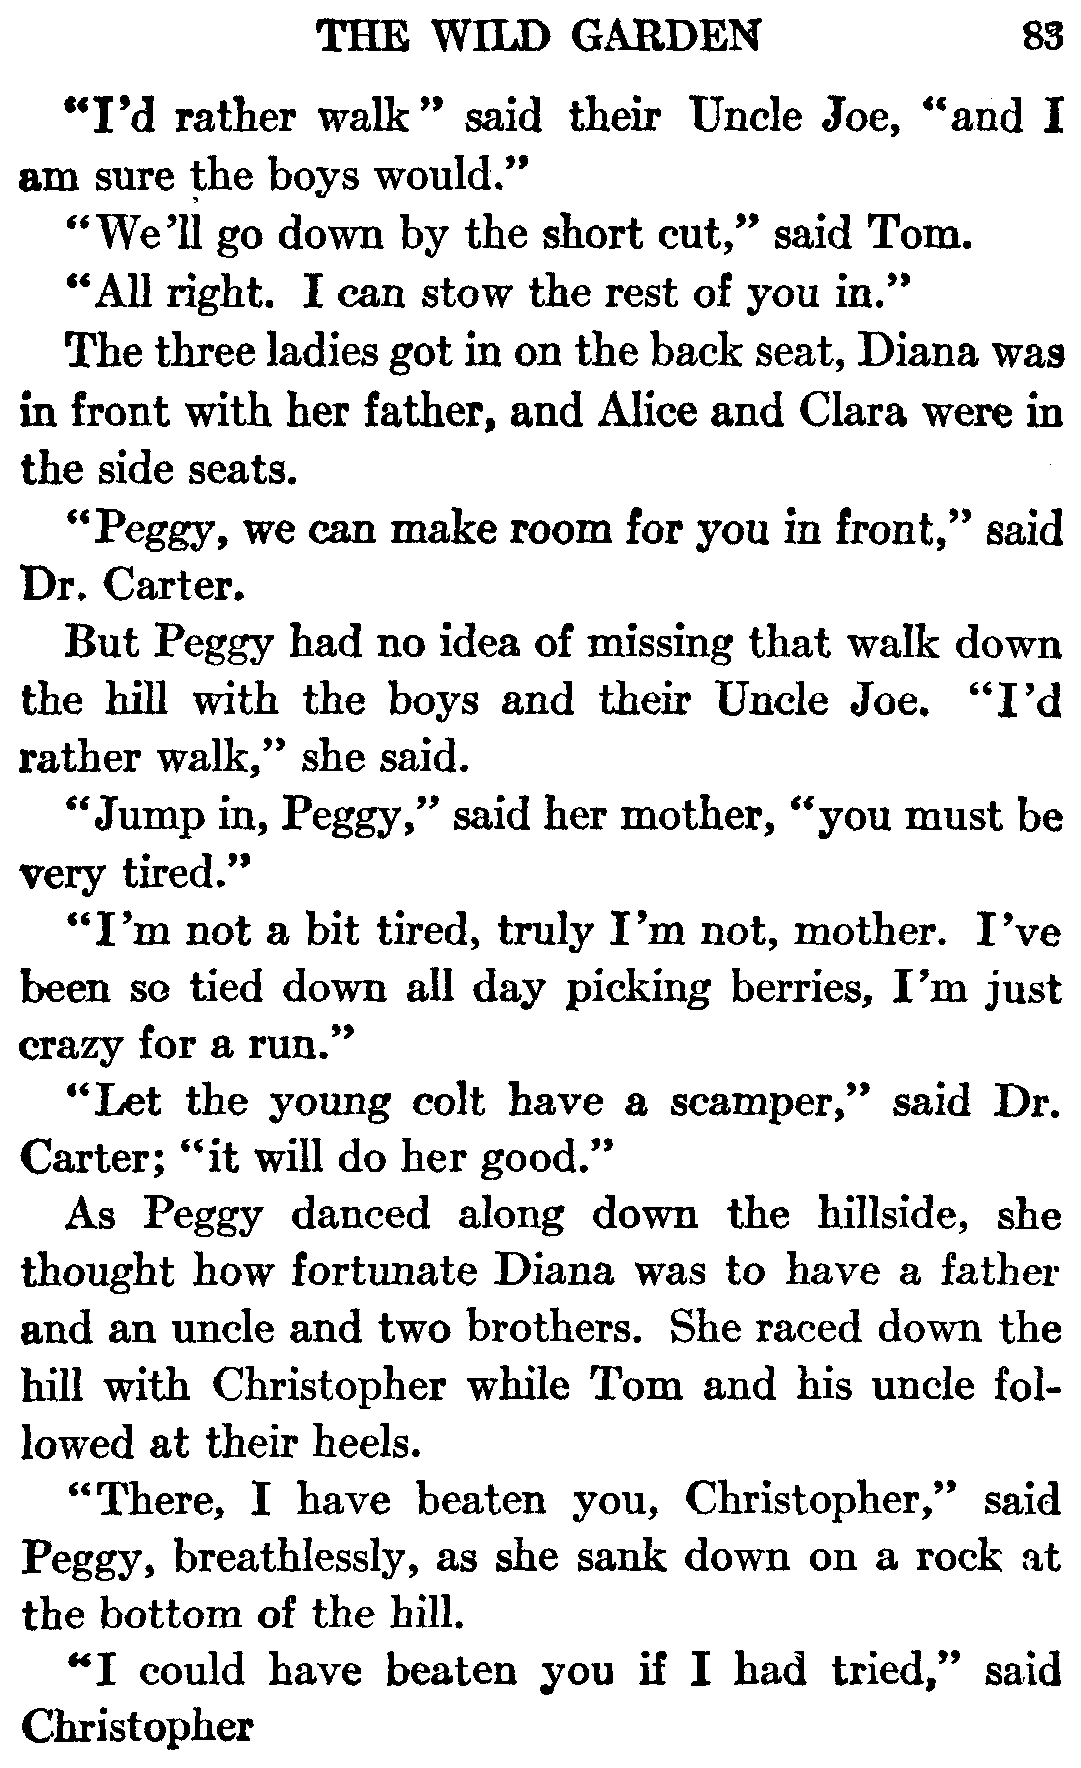 THE WILD GARDEN 83
"I'd rather walk" said their Uncle Joe, "and I
am sure the boys would."
"We'll go down by the short cut," said Tom.
"All right. I can stow the rest of you in."
The three ladies got in on the back seat, Diana was
in front with her father, and Alice and Clara were in
the side seats.
"Peggy, we can make room for you in front," said
Dr. Carter.
But Peggy had no idea of missing that walk down
the hill with the boys and their Uncle Joe. "I'd
rather walk," she said.
"Jump in, Peggy," said her mother, "you must be
very tired."
"I'm not a bit tired, truly I'm not, mother. I've
been so tied down all day picking berries, I'm just
crazy for a run."
"Let the young colt have a scamper," said Dr.
Carter; "it will do her good."
As Peggy danced along down the hillside, she
thought how fortunate Diana was to have a father
and an uncle and two brothers. She raced down the
hill with Christopher while Tom and his uncle fol-
lowed at their heels.
"There, I have beaten you, Christopher," said
Peggy, breathlessly, as she sank down on a rock at
the bottom of the hill.
"I could have beaten you if I had tried," said
Christopher